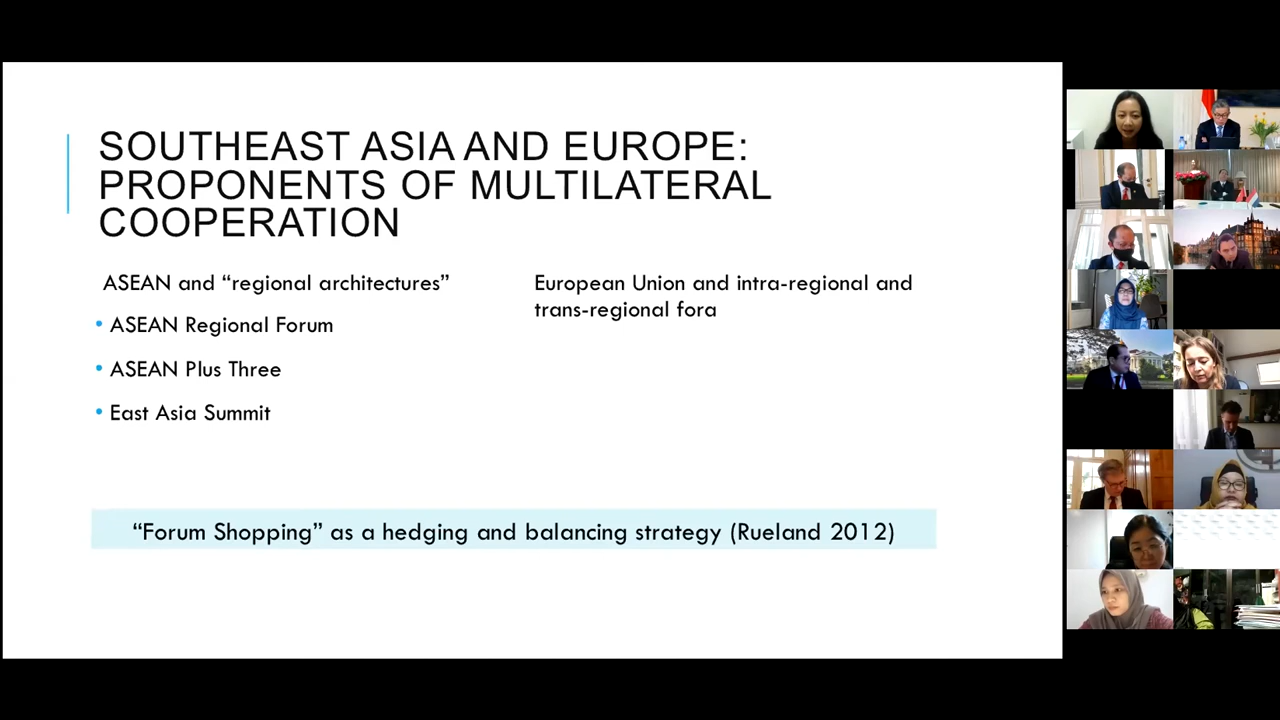 SOUTHEAST ASIA AND EUROPE:
PROPONENTS OF MULTILATERAL
COOPERATION
ASEAN and “regional architectures”
• ASEAN Regional Forum
• ASEAN Plus Three
• East Asia Summit
European Union and intra-regional and
trans-regional fora
“Forum Shopping” as a hedging and balancing strategy (Rueland 2012)